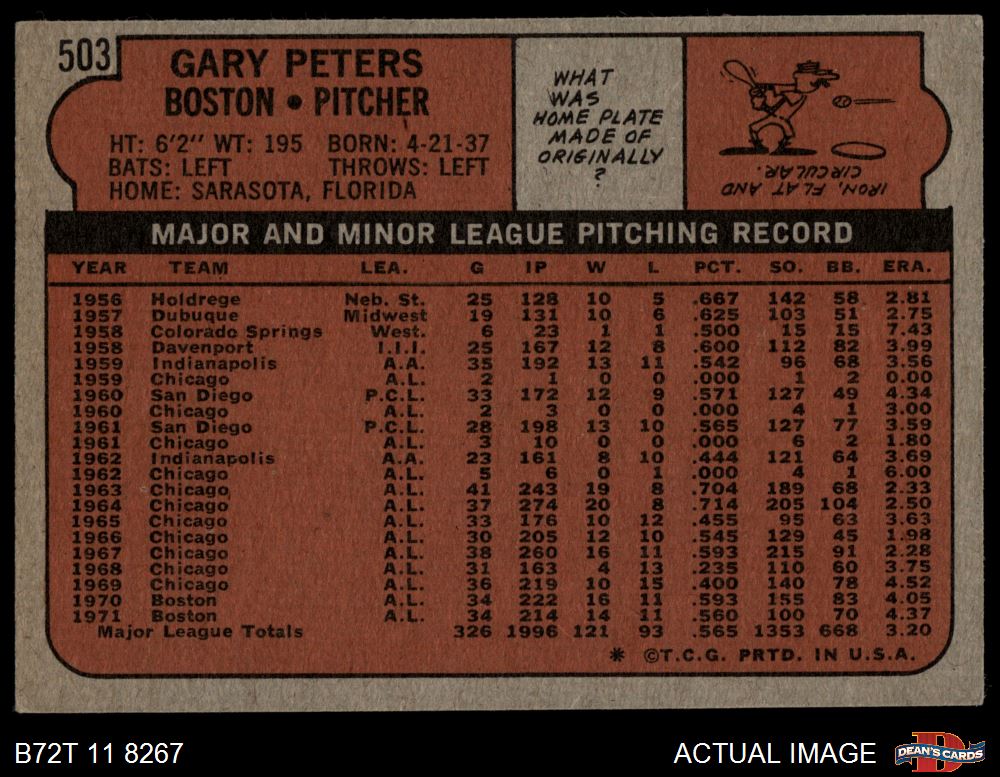 503
GARY PETERS
BOSTON • PITCHER
HT: 6'2" WT: 195 BORN: 4-21-37
BATS: LEFT THROWS: LEFT
HOME: SARASOTA, FLORIDA
WHAT
WAS
HOME PLATE
MADE OF
ORIGINALLY
?
IRON, FLAT AND
CIRCULAR.
MAJOR AND MINOR LEAGUE PITCHING RECORD
YEAR TEAM LEA. G IP W L PCT. SO. BB. ERA.
1956 Holdrege Neb. St. 25 128 10 5 .667 142 58 2.81
1957 Dubuque Midwest 19 131 10 6 .625 103 51 2.75
1958 Colorado Springs West. 6 23 1 1 .500 15 15 7.43
1958 Davenport I.I.I. 25 167 12 8 .600 112 82 3.99
1959 Indianapolis A.A. 35 192 13 11 .542 96 68 3.56
1959 Chicago A.L. 2 1 0 0 .000 1 2 0.00
1960 San Diego P.C.L. 33 172 12 9 .571 127 49 4.34
1960 Chicago A.L. 2 3 0 0 .000 4 1 3.00
1961 San Diego P.C.L. 28 198 13 10 .565 127 77 3.59
1961 Chicago A.L. 3 10 0 0 .000 6 2 1.80
1962 Indianapolis A.A. 23 161 8 10 .444 121 64 3.69
1962 Chicago A.L. 5 6 0 1 .000 4 1 6.00
1963 Chicago A.L. 41 243 19 8 .704 189 68 2.33
1964 Chicago A.L. 37 274 20 8 .714 205 104 2.50
1965 Chicago A.L. 33 176 10 12 .455 95 63 3.63
1966 Chicago A.L. 30 205 12 10 .545 129 45 1.98
1967 Chicago A.L. 38 260 16 11 .593 215 91 2.28
1968 Chicago A.L. 31 163 4 13 .235 110 60 3.75
1969 Chicago A.L. 36 219 10 15 .400 140 78 4.52
1970 Boston A.L. 34 222 16 11 .593 155 83 4.05
1971 Boston A.L. 34 214 14 11 .560 100 70 4.37
Major League Totals 326 1996 121 93 .565 1353 668 3.20
* ©T.C.G. PRTD. IN U.S.A.
B72T 11 8267
ACTUAL IMAGE
D
DEAN'S CARDS